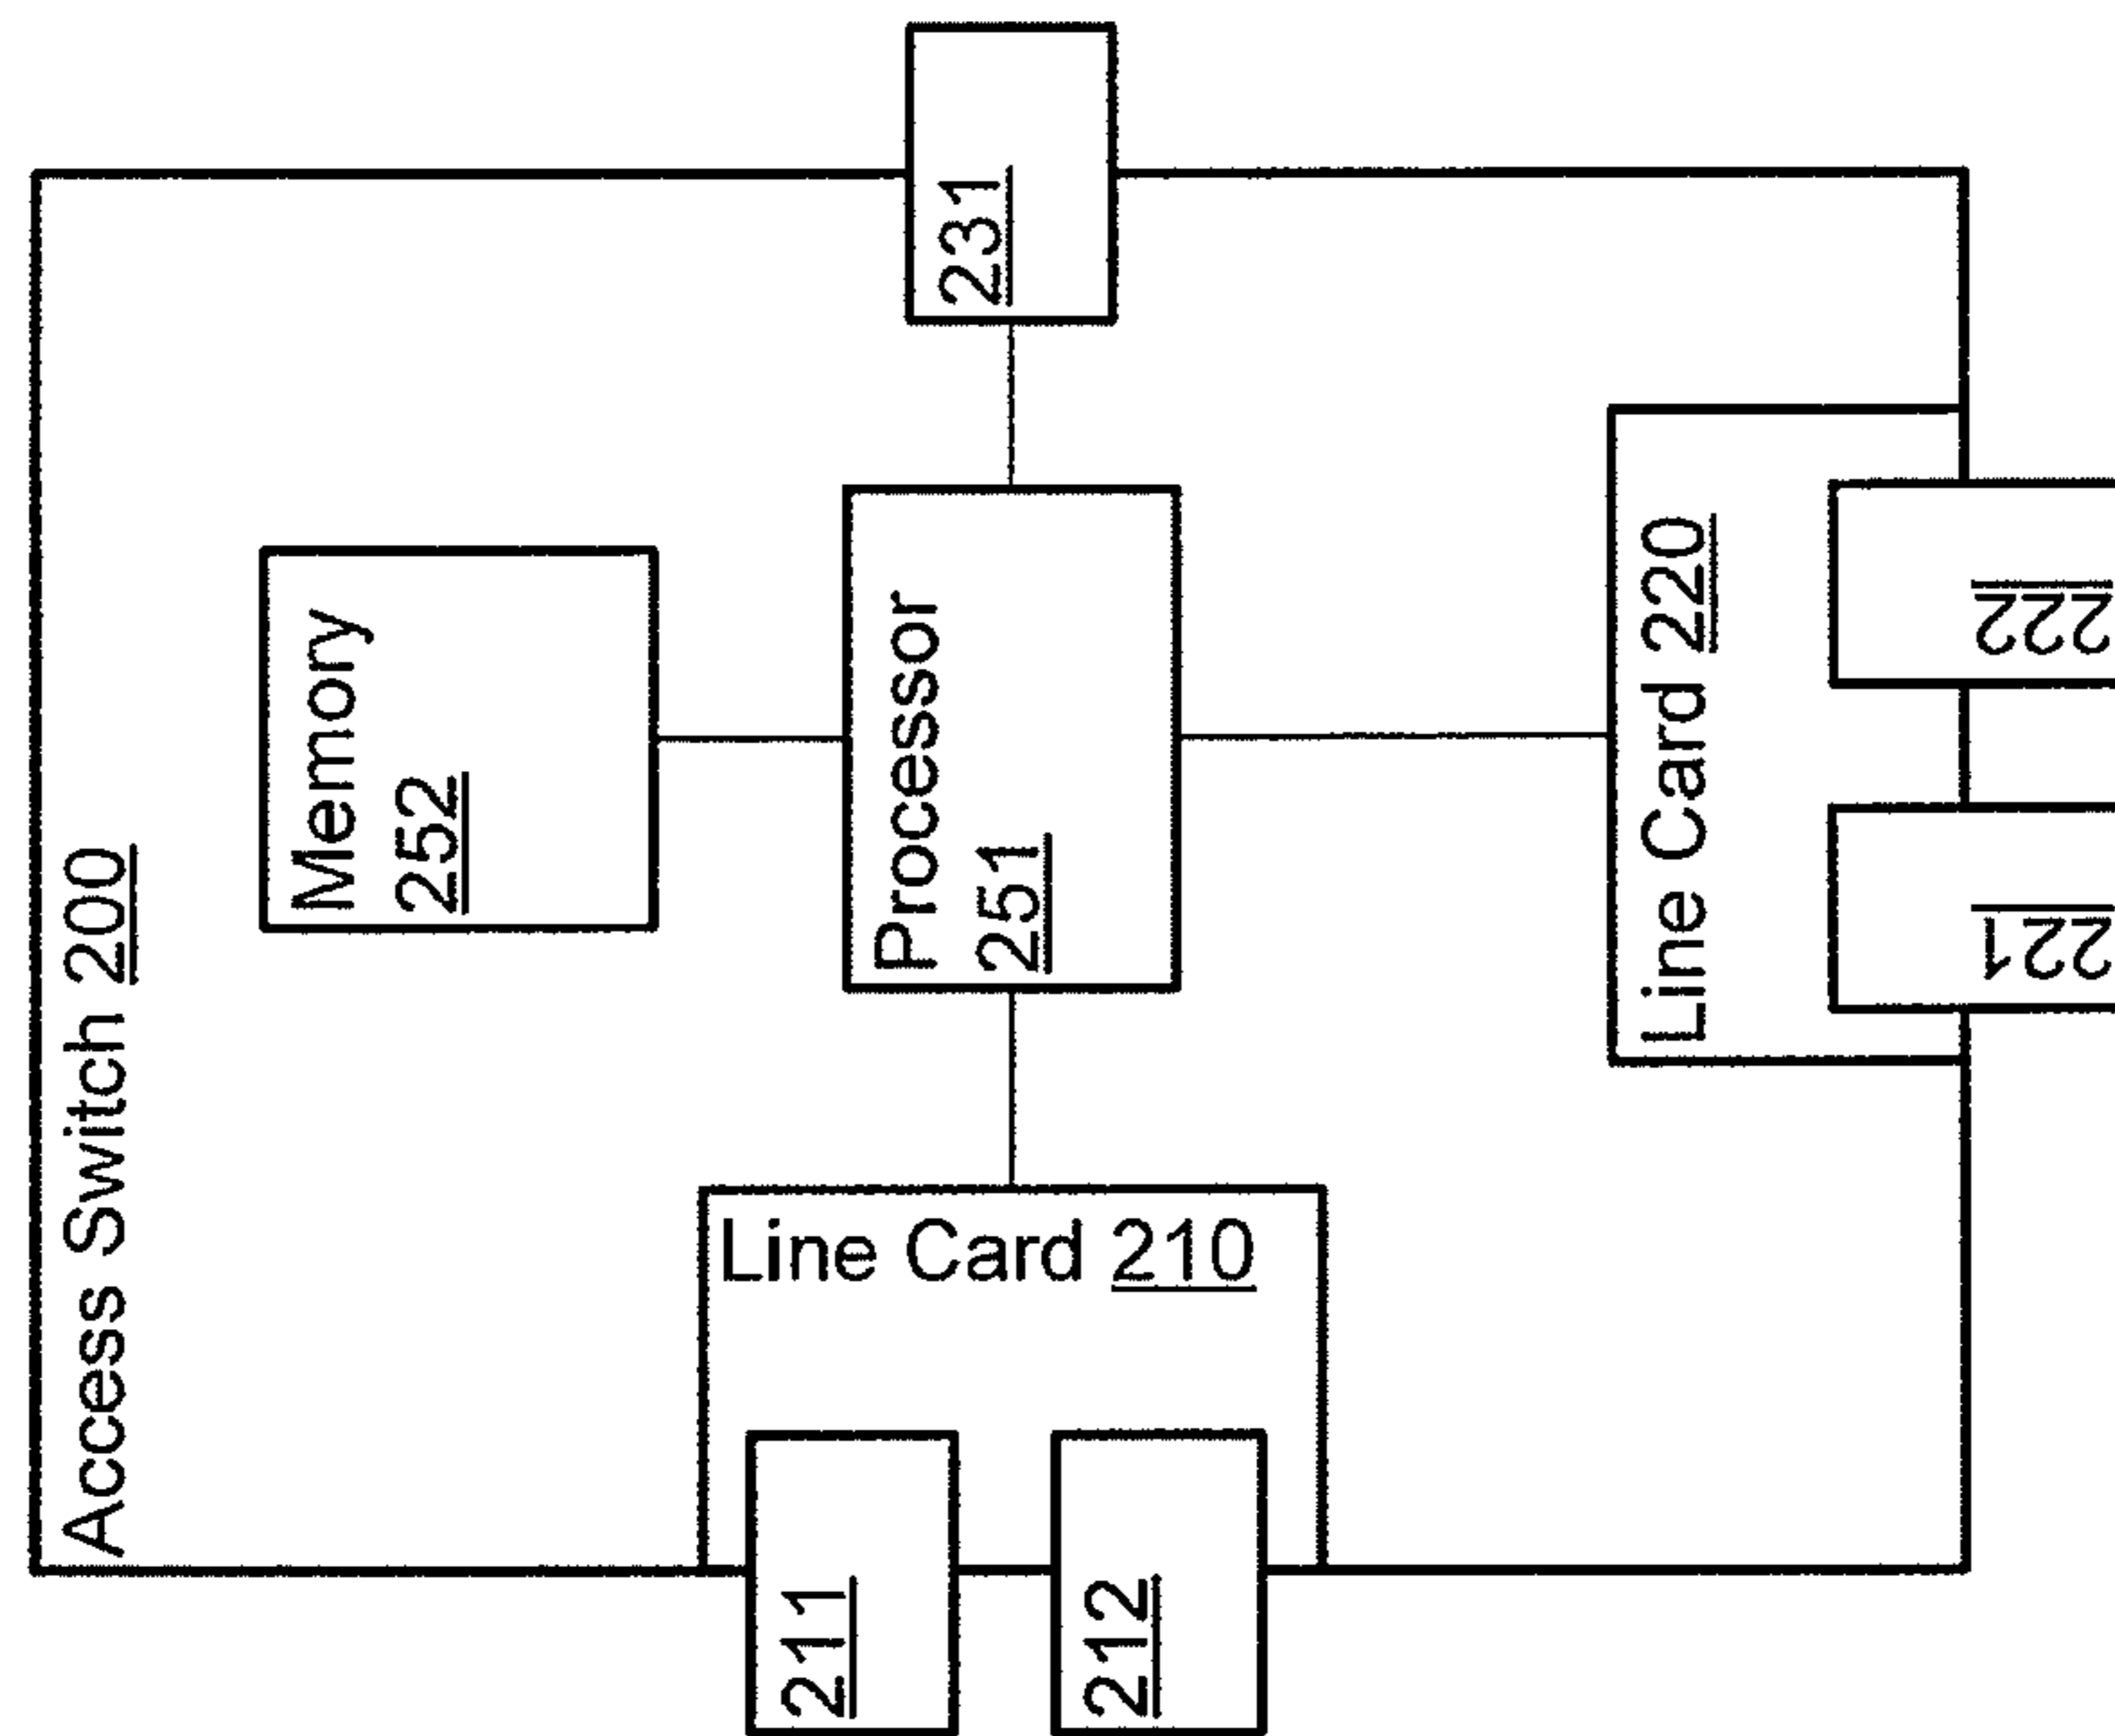 Access Switch 200
Memory
252
Processor
251
231
Line Card 210
211
212
Line Card 220
221
222